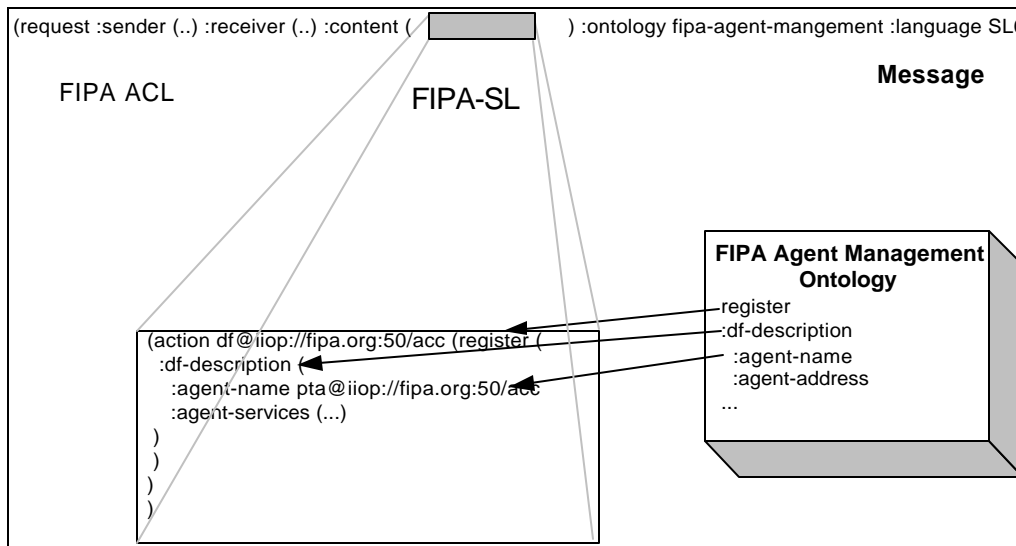 (request :sender (..) :receiver (..) :content ( ) :ontology fipa-agent-mangement :language SL
Message
FIPA ACL
FIPA-SL
FIPA Agent Management
Ontology
register
:df-description
:agent-name
:agent-address
...
(action df@iiop://fipa.org:50/acc (register (
:df-description (
:agent-name pta@iiop://fipa.org:50/acc
:agent-services (...)
)
)
)
)